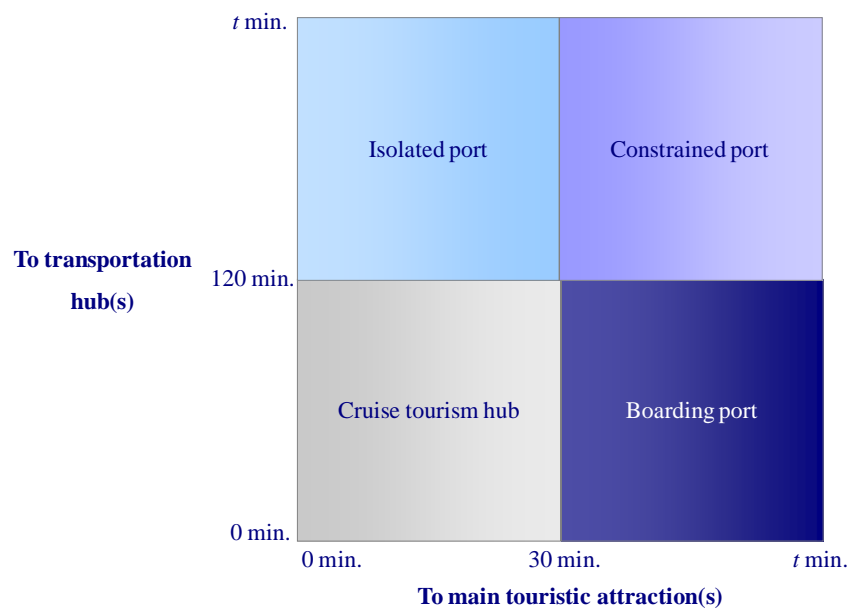 t min.
Isolated port
Constrained port
To transportation
hub(s)
120 min.
Cruise tourism hub
Boarding port
0 min.
0 min.
30 min.
t min.
To main touristic attraction(s)